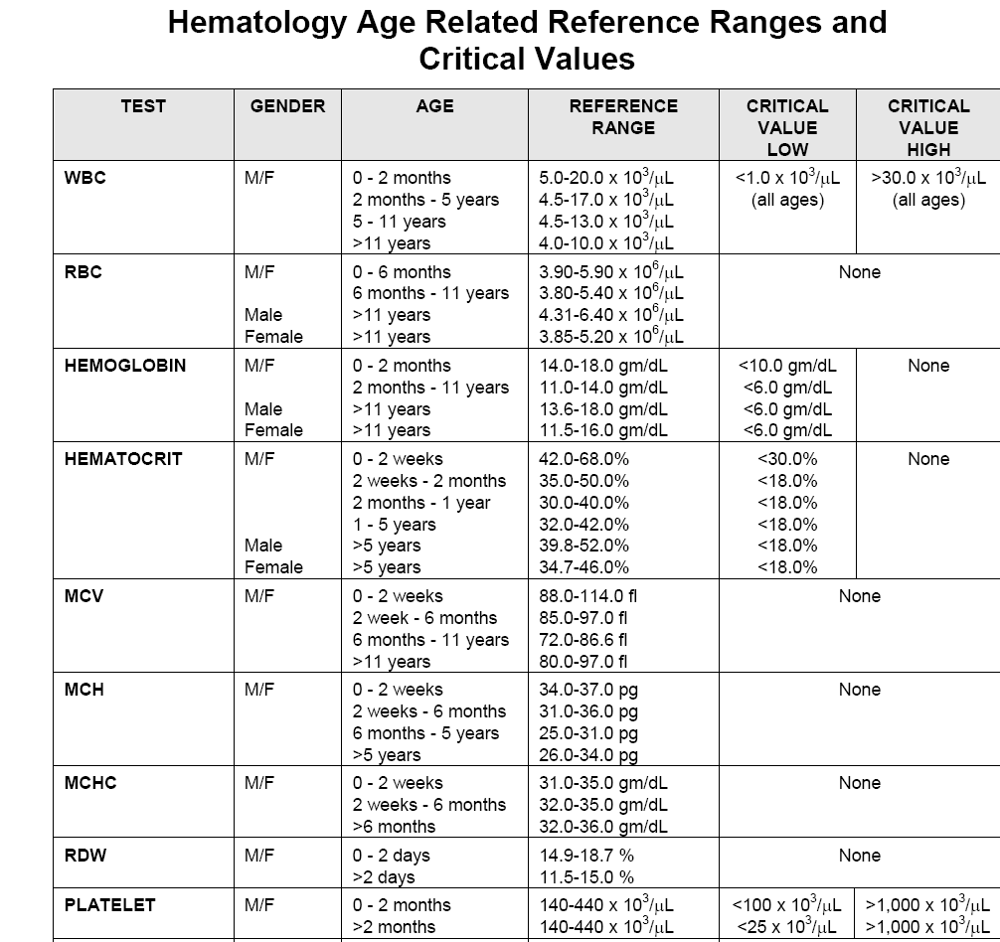 Hematology Age Related Reference Ranges and
Critical Values
TEST GENDER AGE REFERENCE RANGE CRITICAL VALUE LOW CRITICAL VALUE HIGH
WBC M/F 0 - 2 months 5.0-20.0 x 10³/µL <1.0 x 10³/µL >30.0 x 10³/µL
2 months - 5 years 4.5-17.0 x 10³/µL (all ages) (all ages)
5 - 11 years 4.5-13.0 x 10³/µL
>11 years 4.0-10.0 x 10³/µL
RBC M/F 0 - 6 months 3.90-5.90 x 10⁶/µL None
6 months - 11 years 3.80-5.40 x 10⁶/µL
Male >11 years 4.31-6.40 x 10⁶/µL
Female >11 years 3.85-5.20 x 10⁶/µL
HEMOGLOBIN M/F 0 - 2 months 14.0-18.0 gm/dL <10.0 gm/dL None
2 months - 11 years 11.0-14.0 gm/dL <6.0 gm/dL
Male >11 years 13.6-18.0 gm/dL <6.0 gm/dL
Female >11 years 11.5-16.0 gm/dL <6.0 gm/dL
HEMATOCRIT M/F 0 - 2 weeks 42.0-68.0% <30.0% None
2 weeks - 2 months 35.0-50.0% <18.0%
2 months - 1 year 30.0-40.0% <18.0%
1 - 5 years 32.0-42.0% <18.0%
Male >5 years 39.8-52.0% <18.0%
Female >5 years 34.7-46.0% <18.0%
MCV M/F 0 - 2 weeks 88.0-114.0 fl None
2 week - 6 months 85.0-97.0 fl
6 months - 11 years 72.0-86.6 fl
>11 years 80.0-97.0 fl
MCH M/F 0 - 2 weeks 34.0-37.0 pg None
2 weeks - 6 months 31.0-36.0 pg
6 months - 5 years 25.0-31.0 pg
>5 years 26.0-34.0 pg
MCHC M/F 0 - 2 weeks 31.0-35.0 gm/dL None
2 weeks - 6 months 32.0-35.0 gm/dL
>6 months 32.0-36.0 gm/dL
RDW M/F 0 - 2 days 14.9-18.7 % None
>2 days 11.5-15.0 %
PLATELET M/F 0 - 2 months 140-440 x 10³/µL <100 x 10³/µL >1,000 x 10³/µL
>2 months 140-440 x 10³/µL <25 x 10³/µL >1,000 x 10³/µL